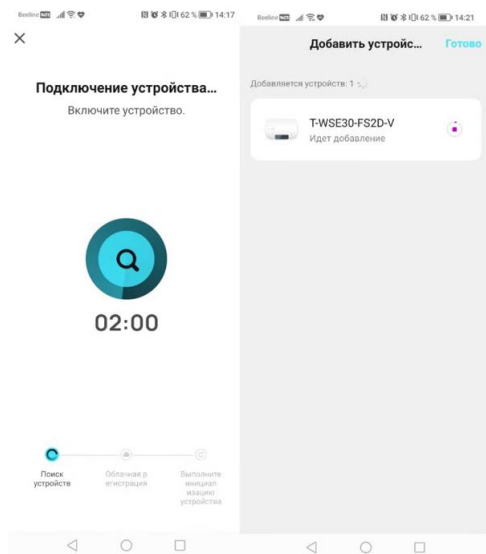 Beeline 62 % 14:17
Подключение устройства...
Включите устройство.
02:00
Поиск
устройств
Облачная р
егистрация
Выполните
инициал
изацию
устройства
Beeline 62 % 14:21
Добавить устройс... Готово
Добавляется устройств: 1
T-WSE30-FS2D-V
Идет добавление